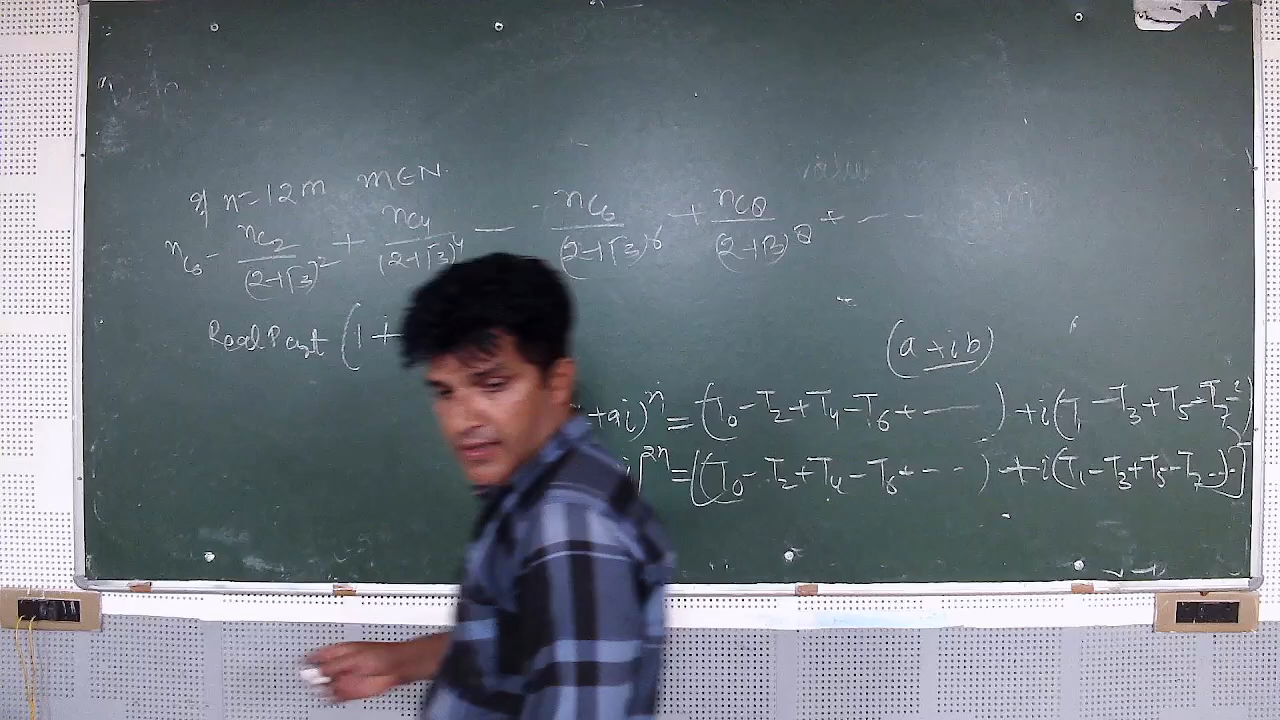 If n=12m m∈N.
nC0 - nC2/(2+√3)^2 + nC4/(2+√3)^4 - nC6/(2+√3)^6 + nC8/(2+√3)^8 + - - -
value
Real Part (1+
(a+ib)
+ai)^n = (T0-T2+T4-T6+----) + i(T1-T3+T5-T7-
i)^2n = [(T0-T2+T4-T6+---) + i(T1-T3+T5-T7--)]